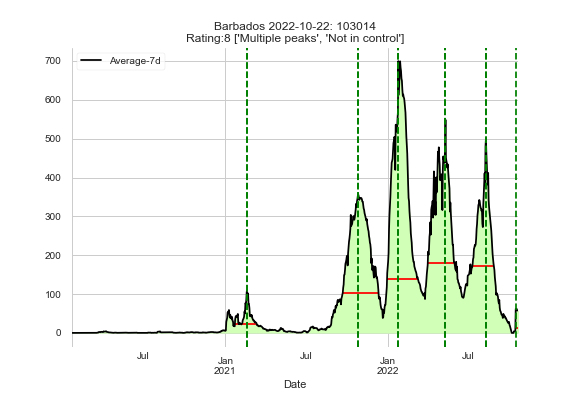 Barbados 2022-10-22: 103014
Rating:8 ['Multiple peaks', 'Not in control']
Average-7d
700
600
500
400
300
200
100
0
Jul
Jan
2021
Jul
Jan
2022
Jul
Date